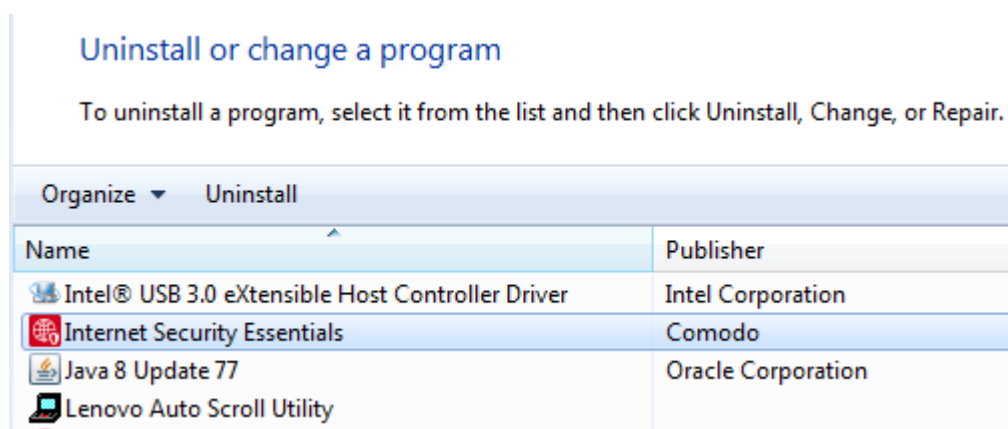 Uninstall or change a program
To uninstall a program, select it from the list and then click Uninstall, Change, or Repair.
Organize Uninstall
Name Publisher
Intel® USB 3.0 eXtensible Host Controller Driver Intel Corporation
Internet Security Essentials Comodo
Java 8 Update 77 Oracle Corporation
Lenovo Auto Scroll Utility